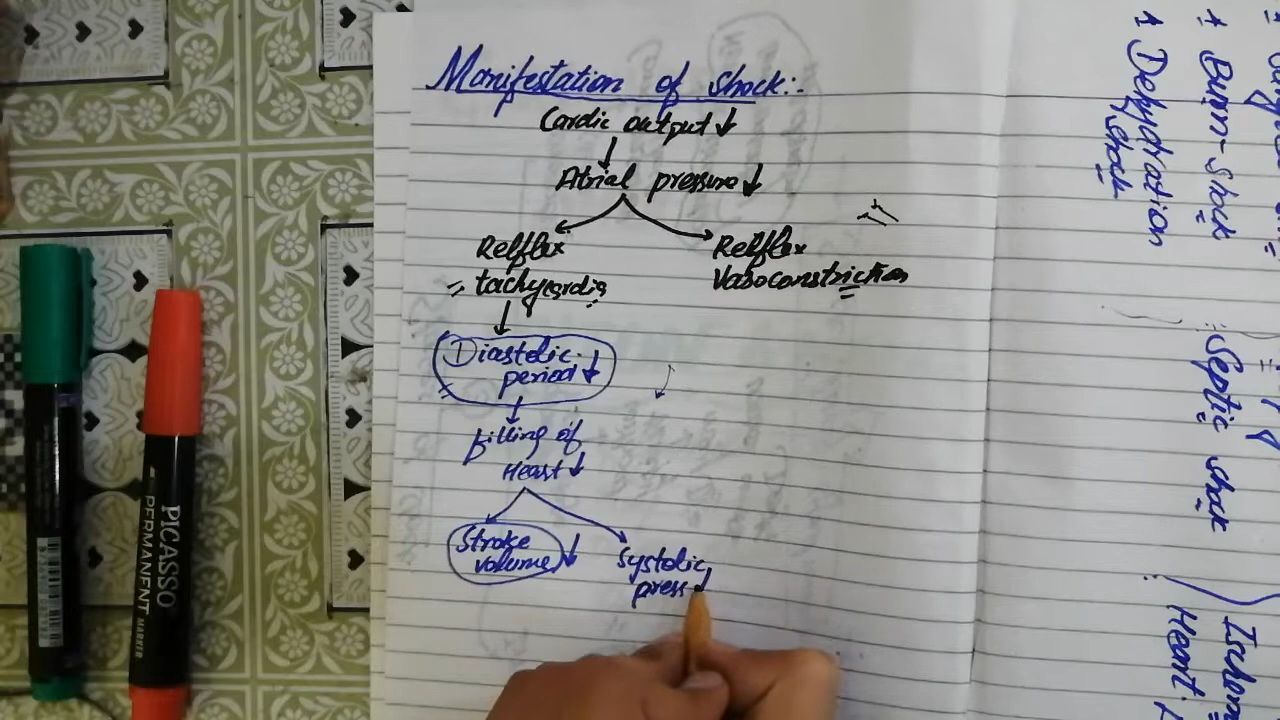 Manifestation of shock:-
Cardic output ↓
Atrial pressure ↓
Relflex
tachycardia
Relflex
Vasoconstriction
Diastolic
period ↓
filling of
Heart ↓
Stroke
volume ↓
Systolic
press ↓
PICASSO
PERMANENT MARKER
Burn-Shock
Dehydration
shock
Septic shock
Heart